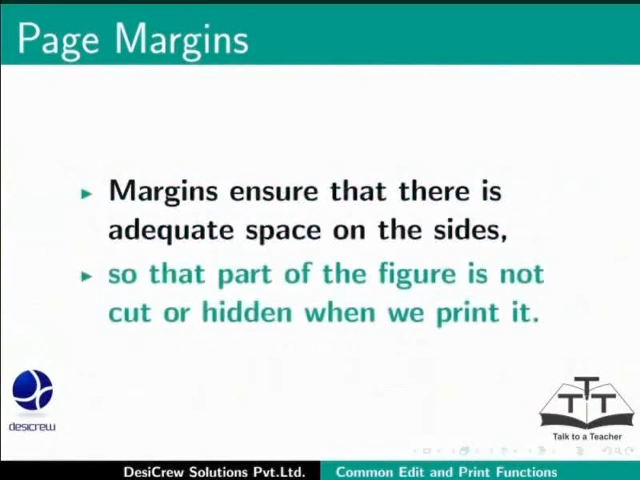 Page Margins
Margins ensure that there is
adequate space on the sides,
so that part of the figure is not
cut or hidden when we print it.
desicrew
TTT
Talk to a Teacher
DesiCrew Solutions Pvt.Ltd. Common Edit and Print Functions